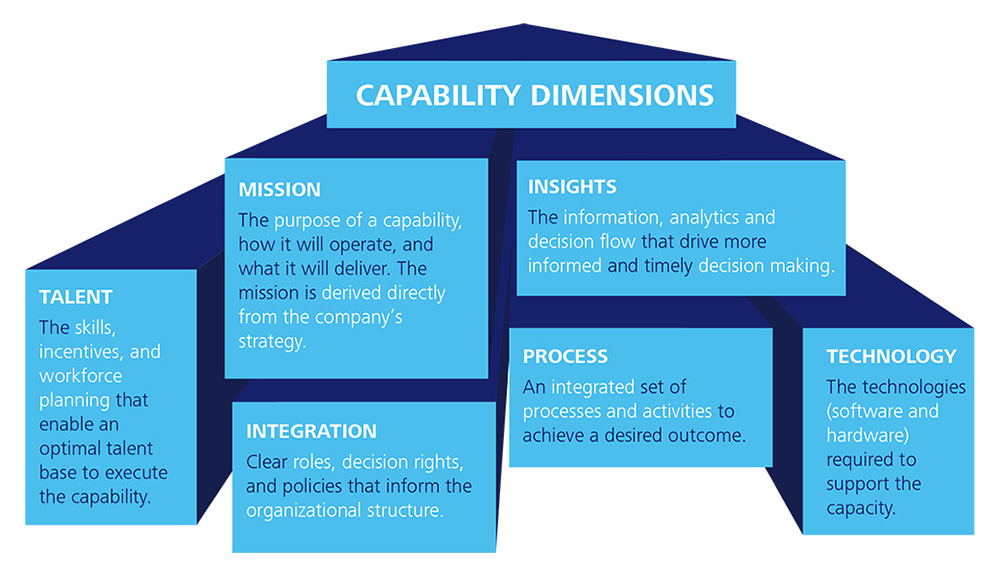 CAPABILITY DIMENSIONS
MISSION
The purpose of a capability,
how it will operate, and
what it will deliver. The
mission is derived directly
from the company’s
strategy.
INSIGHTS
The information, analytics and
decision flow that drive more
informed and timely decision making.
TALENT
The skills,
incentives, and
workforce
planning that
enable an
optimal talent
base to execute
the capability.
INTEGRATION
Clear roles, decision rights,
and policies that inform the
organizational structure.
PROCESS
An integrated set of
processes and activities to
achieve a desired outcome.
TECHNOLOGY
The technologies
(software and
hardware)
required to
support the
capacity.